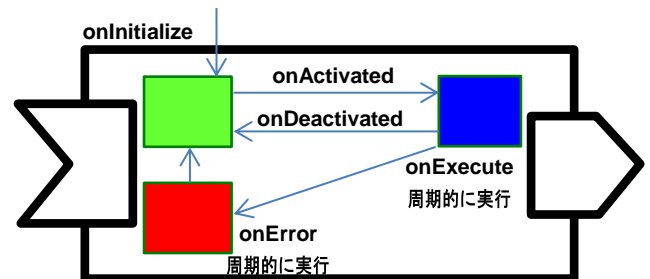 onInitialize
onActivated
onDeactivated
onExecute
周期的に実行
onError
周期的に実行